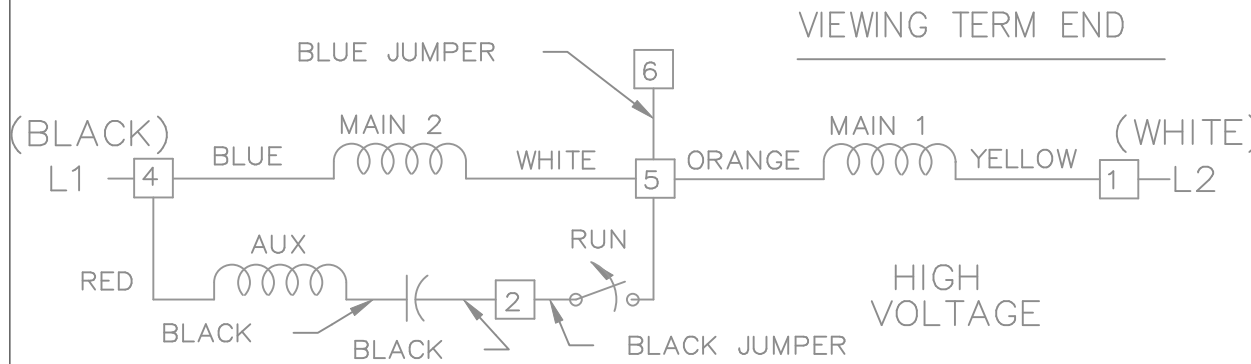 VIEWING TERM END
BLUE JUMPER
6
(BLACK)
MAIN 2
MAIN 1
(WHITE)
BLUE
WHITE
ORANGE
YELLOW
L1
4
5
1
L2
AUX
RUN
RED
HIGH
VOLTAGE
2
BLACK
BLACK
BLACK JUMPER